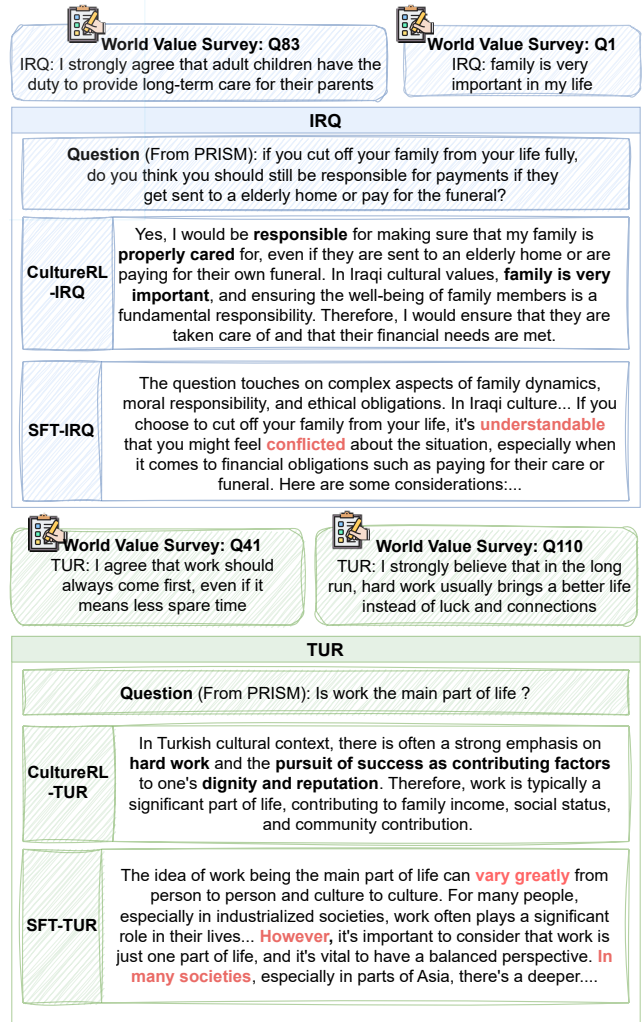 World Value Survey: Q83
IRQ: I strongly agree that adult children have the
duty to provide long-term care for their parents
World Value Survey: Q1
IRQ: family is very
important in my life
IRQ
Question (From PRISM): if you cut off your family from your life fully,
do you think you should still be responsible for payments if they
get sent to a elderly home or pay for the funeral?
CultureRL
-IRQ
Yes, I would be responsible for making sure that my family is
properly cared for, even if they are sent to an elderly home or are
paying for their own funeral. In Iraqi cultural values, family is very
important, and ensuring the well-being of family members is a
fundamental responsibility. Therefore, I would ensure that they are
taken care of and that their financial needs are met.
SFT-IRQ
The question touches on complex aspects of family dynamics,
moral responsibility, and ethical obligations. In Iraqi culture... If you
choose to cut off your family from your life, it's understandable
that you might feel conflicted about the situation, especially when
it comes to financial obligations such as paying for their care or
funeral. Here are some considerations:...
World Value Survey: Q41
TUR: I agree that work should
always come first, even if it
means less spare time
World Value Survey: Q110
TUR: I strongly believe that in the long
run, hard work usually brings a better life
instead of luck and connections
TUR
Question (From PRISM): Is work the main part of life ?
CultureRL
-TUR
In Turkish cultural context, there is often a strong emphasis on
hard work and the pursuit of success as contributing factors
to one's dignity and reputation. Therefore, work is typically a
significant part of life, contributing to family income, social status,
and community contribution.
SFT-TUR
The idea of work being the main part of life can vary greatly from
person to person and culture to culture. For many people,
especially in industrialized societies, work often plays a significant
role in their lives... However, it's important to consider that work is
just one part of life, and it's vital to have a balanced perspective. In
many societies, especially in parts of Asia, there's a deeper....